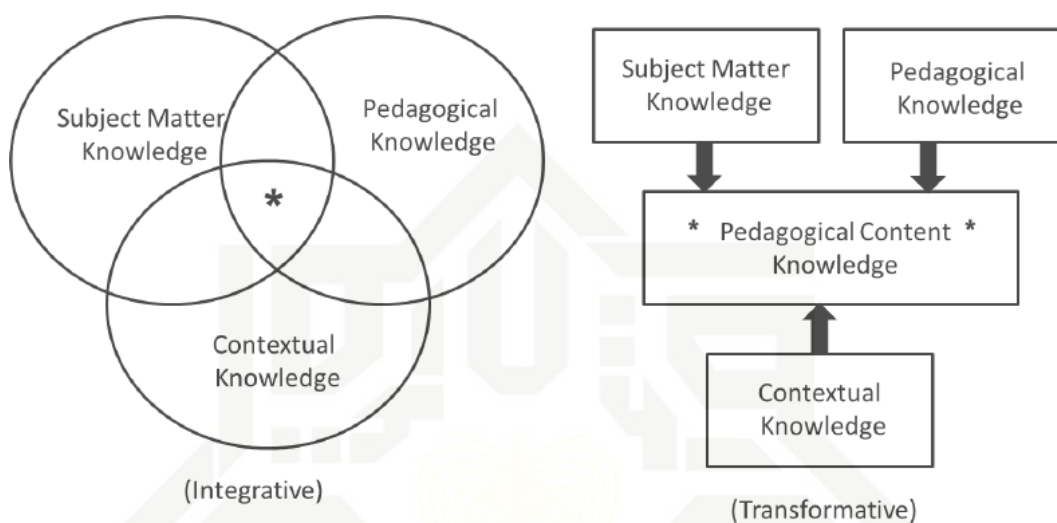 Subject Matter
Knowledge
Pedagogical
Knowledge
*
Contextual
Knowledge
(Integrative)
Subject Matter
Knowledge
Pedagogical
Knowledge
* Pedagogical Content *
Knowledge
Contextual
Knowledge
(Transformative)